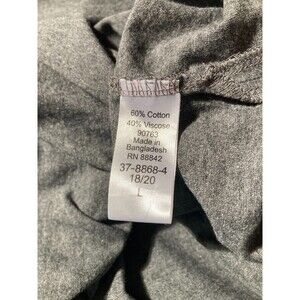 60% Cotton
40% Viscose
90763
Made in
Bangladesh
RN 88842
37-8868-4
18/20
L